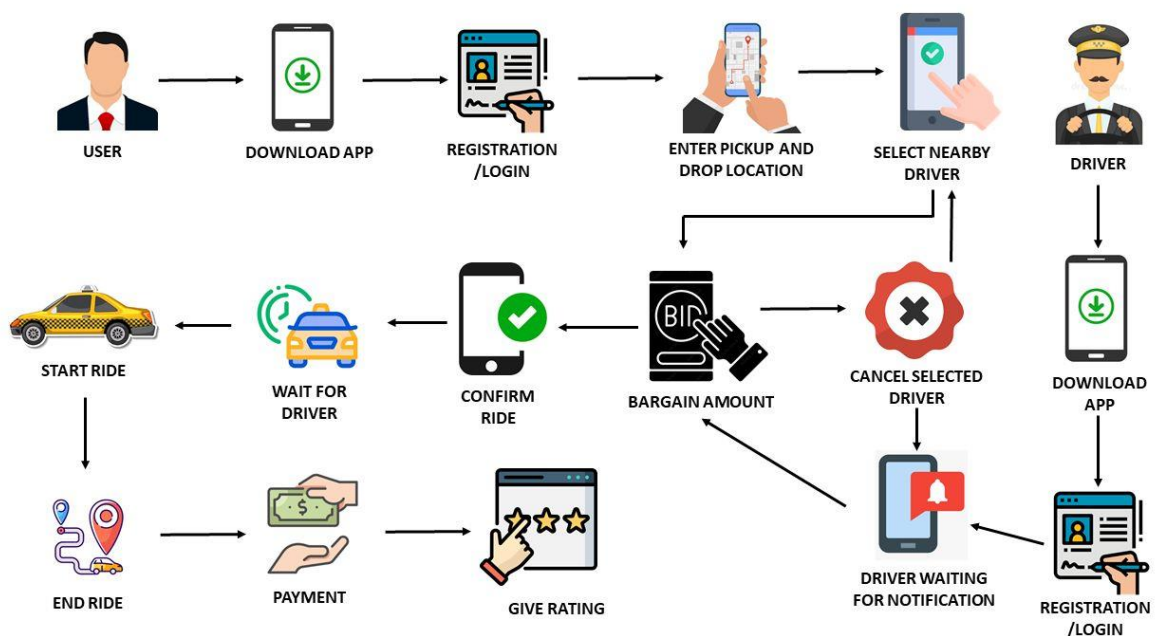 USER
DOWNLOAD APP
REGISTRATION
/LOGIN
ENTER PICKUP AND
DROP LOCATION
SELECT NEARBY
DRIVER
DRIVER
START RIDE
WAIT FOR
DRIVER
CONFIRM
RIDE
BID
BARGAIN AMOUNT
CANCEL SELECTED
DRIVER
DOWNLOAD
APP
END RIDE
$
PAYMENT
GIVE RATING
DRIVER WAITING
FOR NOTIFICATION
REGISTRATION
/LOGIN